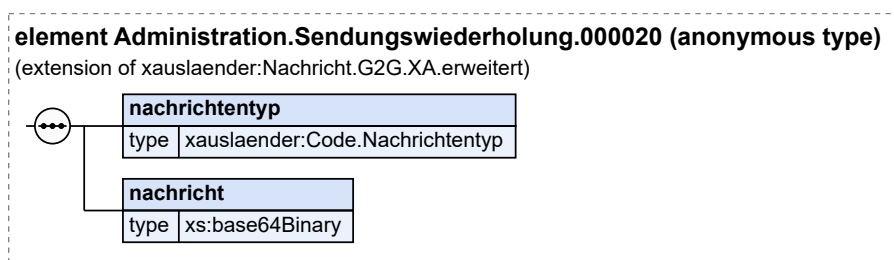 element Administration.Sendungswiederholung.000020 (anonymous type)
(extension of xauslaender:Nachricht.G2G.XA.erweitert)
nachrichtentyp
type xauslaender:Code.Nachrichtentyp
nachricht
type xs:base64Binary